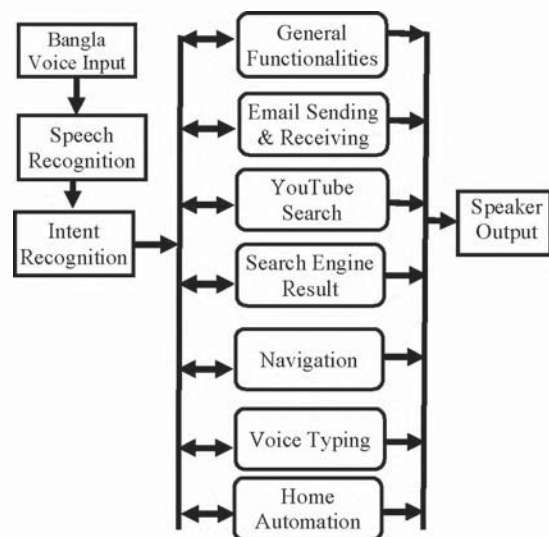 Bangla
Voice Input
Speech
Recognition
Intent
Recognition
General
Functionalities
Email Sending
& Receiving
YouTube
Search
Search Engine
Result
Navigation
Voice Typing
Home
Automation
Speaker
Output